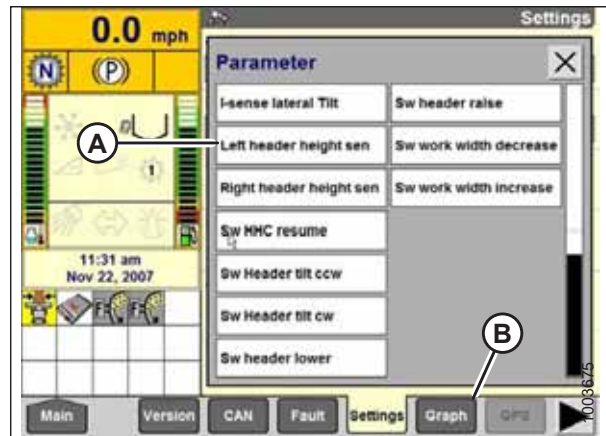 0.0 mph
Settings
N
(P)
Parameter
X
I-sense lateral Tilt
Sw header raise
A
Left header height sen
Sw work width decrease
1
Right header height sen
Sw work width increase
Sw HHC resume
11:31 am
Nov 22, 2007
Sw Header tilt ccw
Sw Header tilt cw
B
Sw header lower
Main
Version
CAN
Fault
Settings
Graph
GPS
1003675